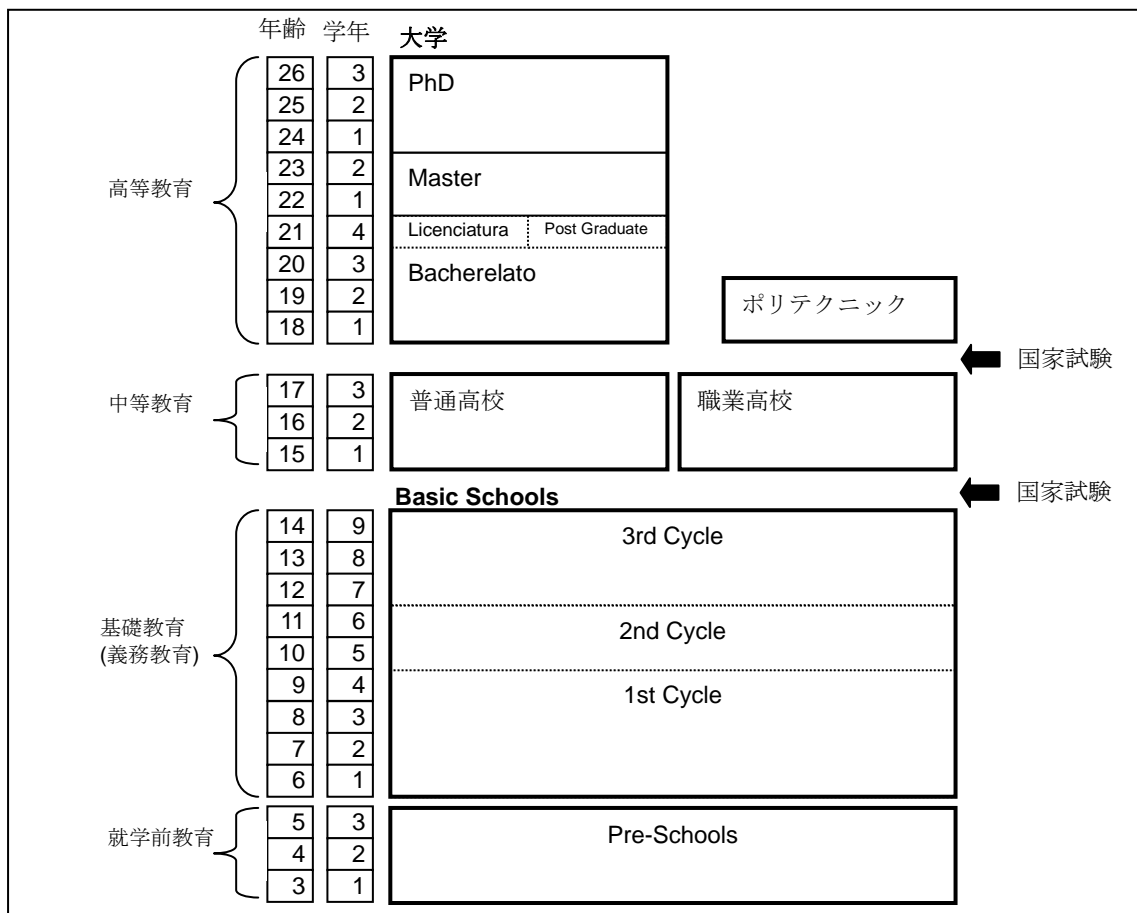 年齢 学年 大学
26 3 PhD
25 2
24 1
高等教育
23 2 Master
22 1
21 4 Licenciatura Post Graduate
20 3 Bacherelato
19 2 ポリテクニック
18 1
国家試験
中等教育
17 3 普通高校 職業高校
16 2
15 1
Basic Schools 国家試験
14 9 3rd Cycle
13 8
12 7
基礎教育
(義務教育)
11 6 2nd Cycle
10 5
9 4 1st Cycle
8 3
7 2
6 1
就学前教育
5 3 Pre-Schools
4 2
3 1